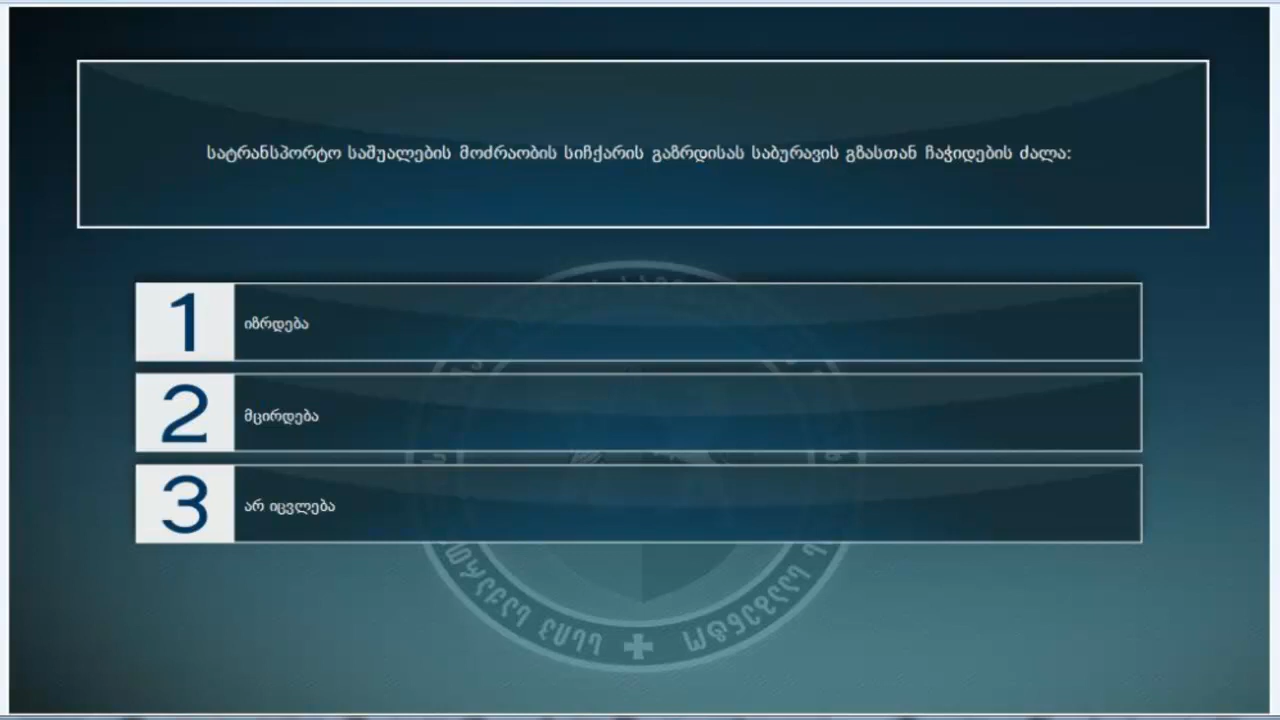 სატრანსპორტო საშუალების მოძრაობის სიჩქარის გაზრდისას საბურავის გზასთან ჩაჭიდების ძალა:
1
იზრდება
2
მცირდება
3
არ იცვლება